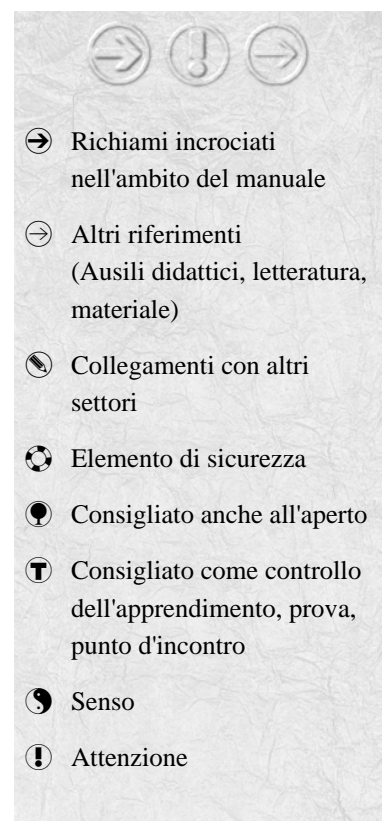 Richiami incrociati
nell'ambito del manuale
Altri riferimenti
(Ausili didattici, letteratura,
materiale)
Collegamenti con altri
settori
Elemento di sicurezza
Consigliato anche all'aperto
T Consigliato come controllo
dell'apprendimento, prova,
punto d'incontro
Senso
! Attenzione